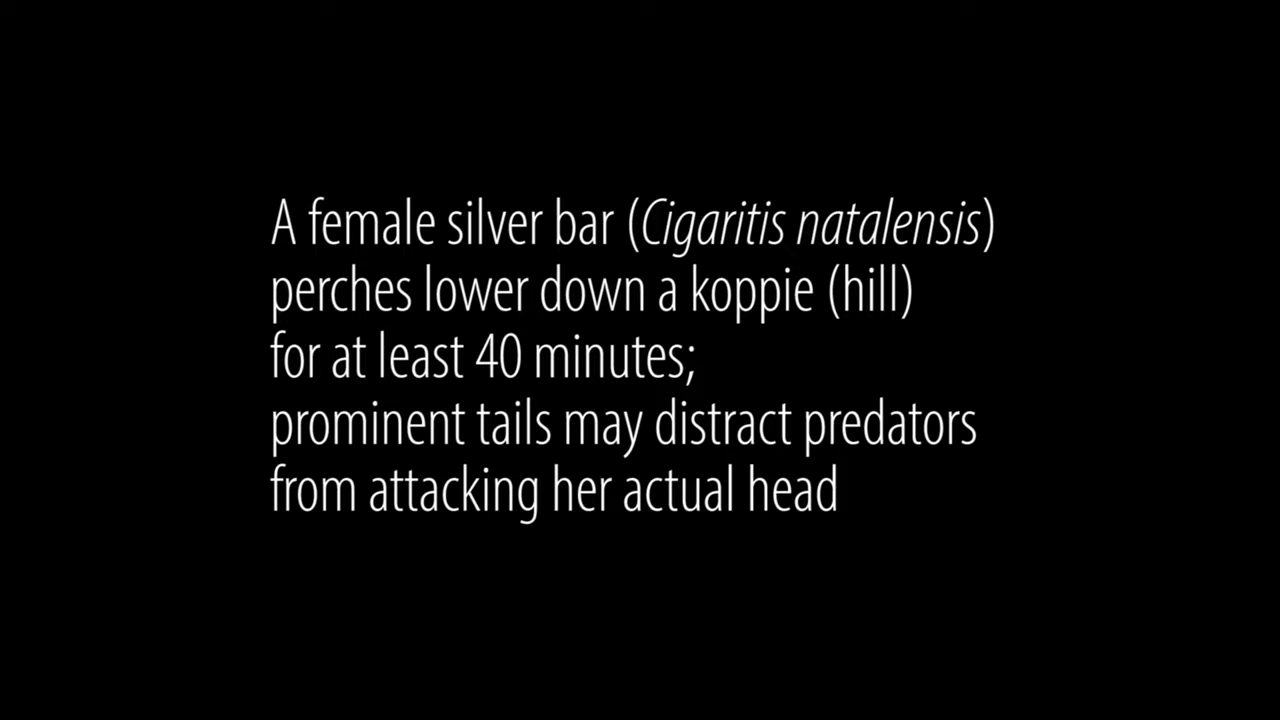 A female silver bar (Cigaritis natalensis)
perches lower down a koppie (hill)
for at least 40 minutes;
prominent tails may distract predators
from attacking her actual head